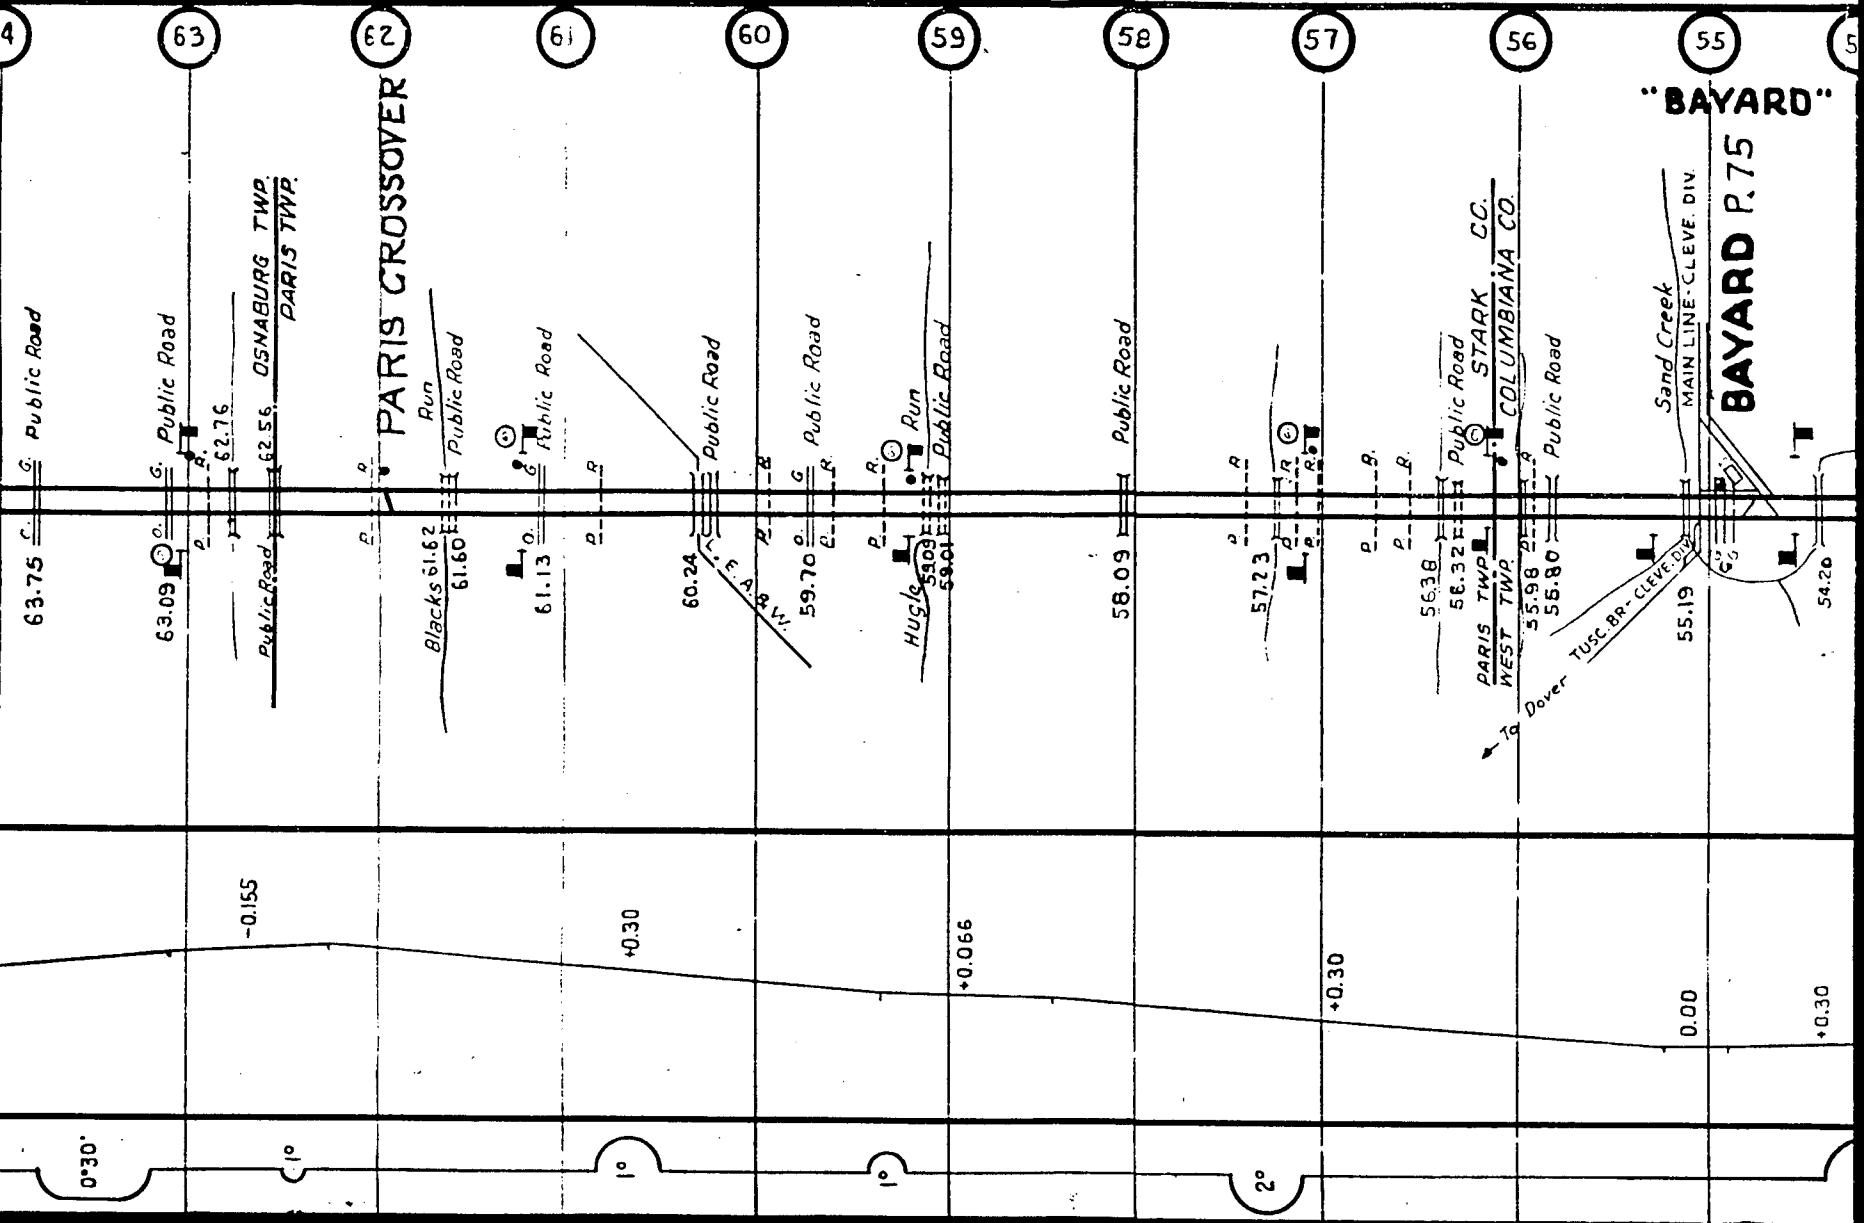 4
63
62
61
60
59
58
57
56
55
5
"BAYARD"
BAYARD P. 75
MAIN LINE-CLEVE. DIV.
Sand Creek
STARK CO.
COLUMBIANA CO.
PARIS CROSSOVER
OSNABURG TWP.
PARIS TWP.
Public Road
Public Road
Run
Public Road
Public Road
Public Road
Public Road
Run
Public Road
Public Road
Public Road
Public Road
G.
G.
R.
62.76
62.56
R
G
R
R
G
R.
R.
R
R
R.
R.
R.
R.
C.
O.
P.
P.
O.
P.
P.
O.
P.
P.
P.
P.
P.
P.
P.
P.
63.75
63.09
Public Road
Blacks 61.62
61.60
61.13
60.24
L. E. A. & W.
59.70
Hugle
59.09
59.01
58.09
57.23
56.38
56.32
PARIS TWP.
WEST TWP.
55.98
55.80
TUSC. BR-CLEVE. DIV.
55.19
54.20
To Dover
-0.155
+0.30
+0.066
+0.30
0.00
+0.30
0°30'
1°
1°
1°
2°